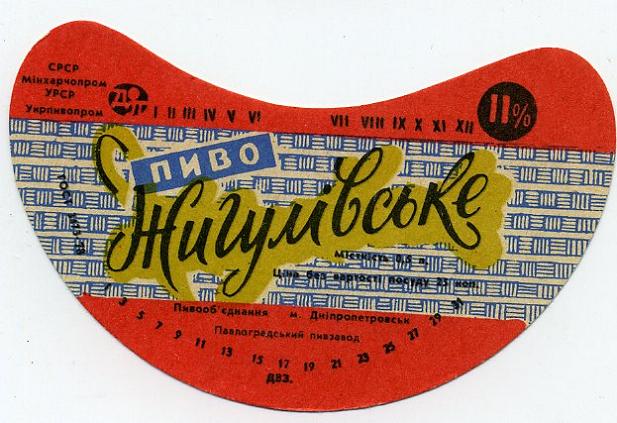 СРСР
Мінхарчопром
УРСР
Укрпивопром
I II III IV V VI
VII VIII IX X XI XII
11%
ПИВО
Жигулівське
Місткість 0,5 л.
Ціна без вартості посуду 25 коп.
Пивооб'єднання м. Дніпропетровськ
Павлоградський пивзавод
1 3 5 7 9 11 13 15 17 19 21 23 25 27 29 31
ДВЗ.